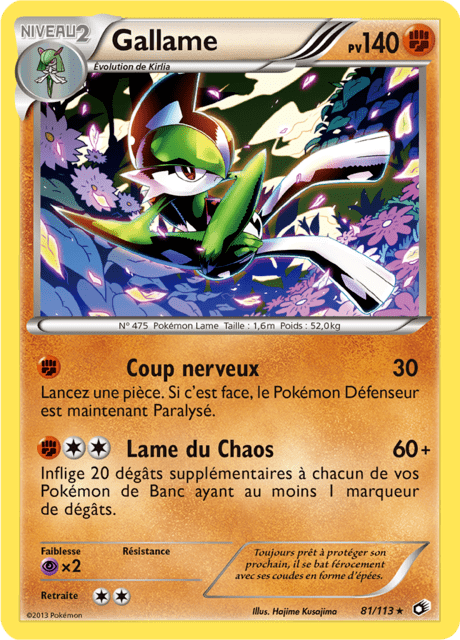 NIVEAU2
Gallame
PV140
Évolution de Kirlia
N° 475 Pokémon Lame Taille : 1,6m Poids : 52,0kg
Coup nerveux 30
Lancez une pièce. Si c'est face, le Pokémon Défenseur
est maintenant Paralysé.
Lame du Chaos 60+
Inflige 20 dégâts supplémentaires à chacun de vos
Pokémon de Banc ayant au moins 1 marqueur
de dégâts.
Faiblesse Résistance
×2
Retraite
Toujours prêt à protéger son
prochain, il se bat férocement
avec ses coudes en forme d'épées.
©2013 Pokémon
Illus. Hajime Kusajima
81/113 ★